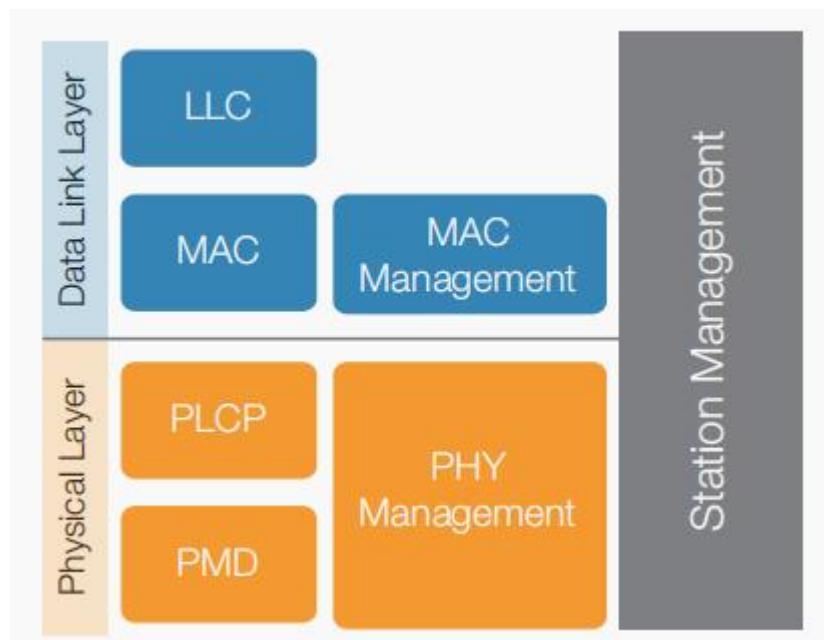 Data Link Layer
LLC
MAC
MAC
Management
Physical Layer
PLCP
PMD
PHY
Management
Station Management